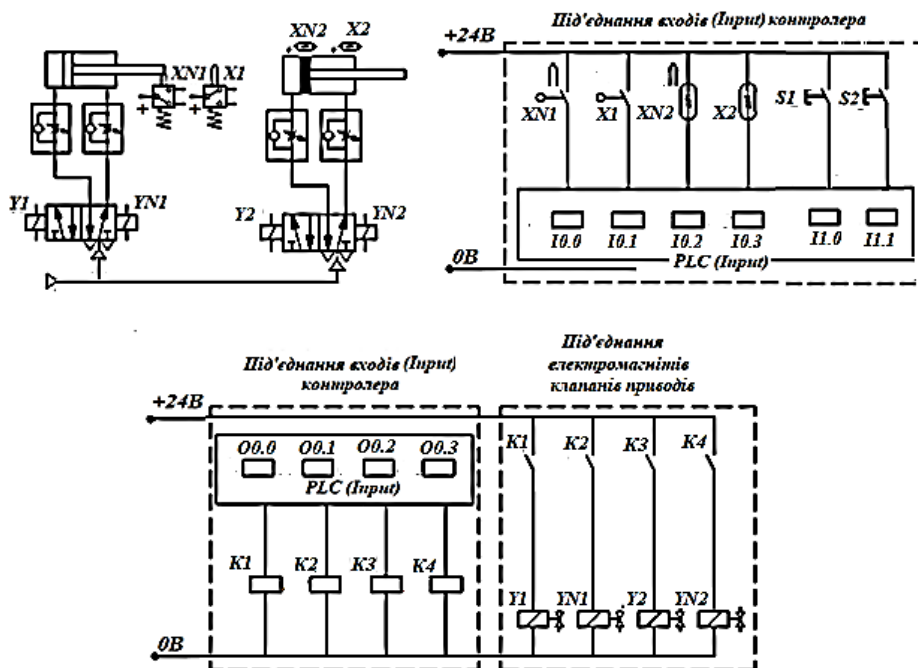 XN2 X2
XN1 X1
Y1 YN1
Y2 YN2
Під'єднання входів (Input) контролера
+24В
XN1 X1 XN2 X2 S1 S2
I0.0 I0.1 I0.2 I0.3 I1.0 I1.1
PLC (Input)
0В
Під'єднання входів (Input)
контролера
+24В
O0.0 O0.1 O0.2 O0.3
PLC (Input)
K1 K2 K3 K4
0В
Під'єднання
електромагнітів
клапанів приводів
K1 K2 K3 K4
Y1 YN1 Y2 YN2